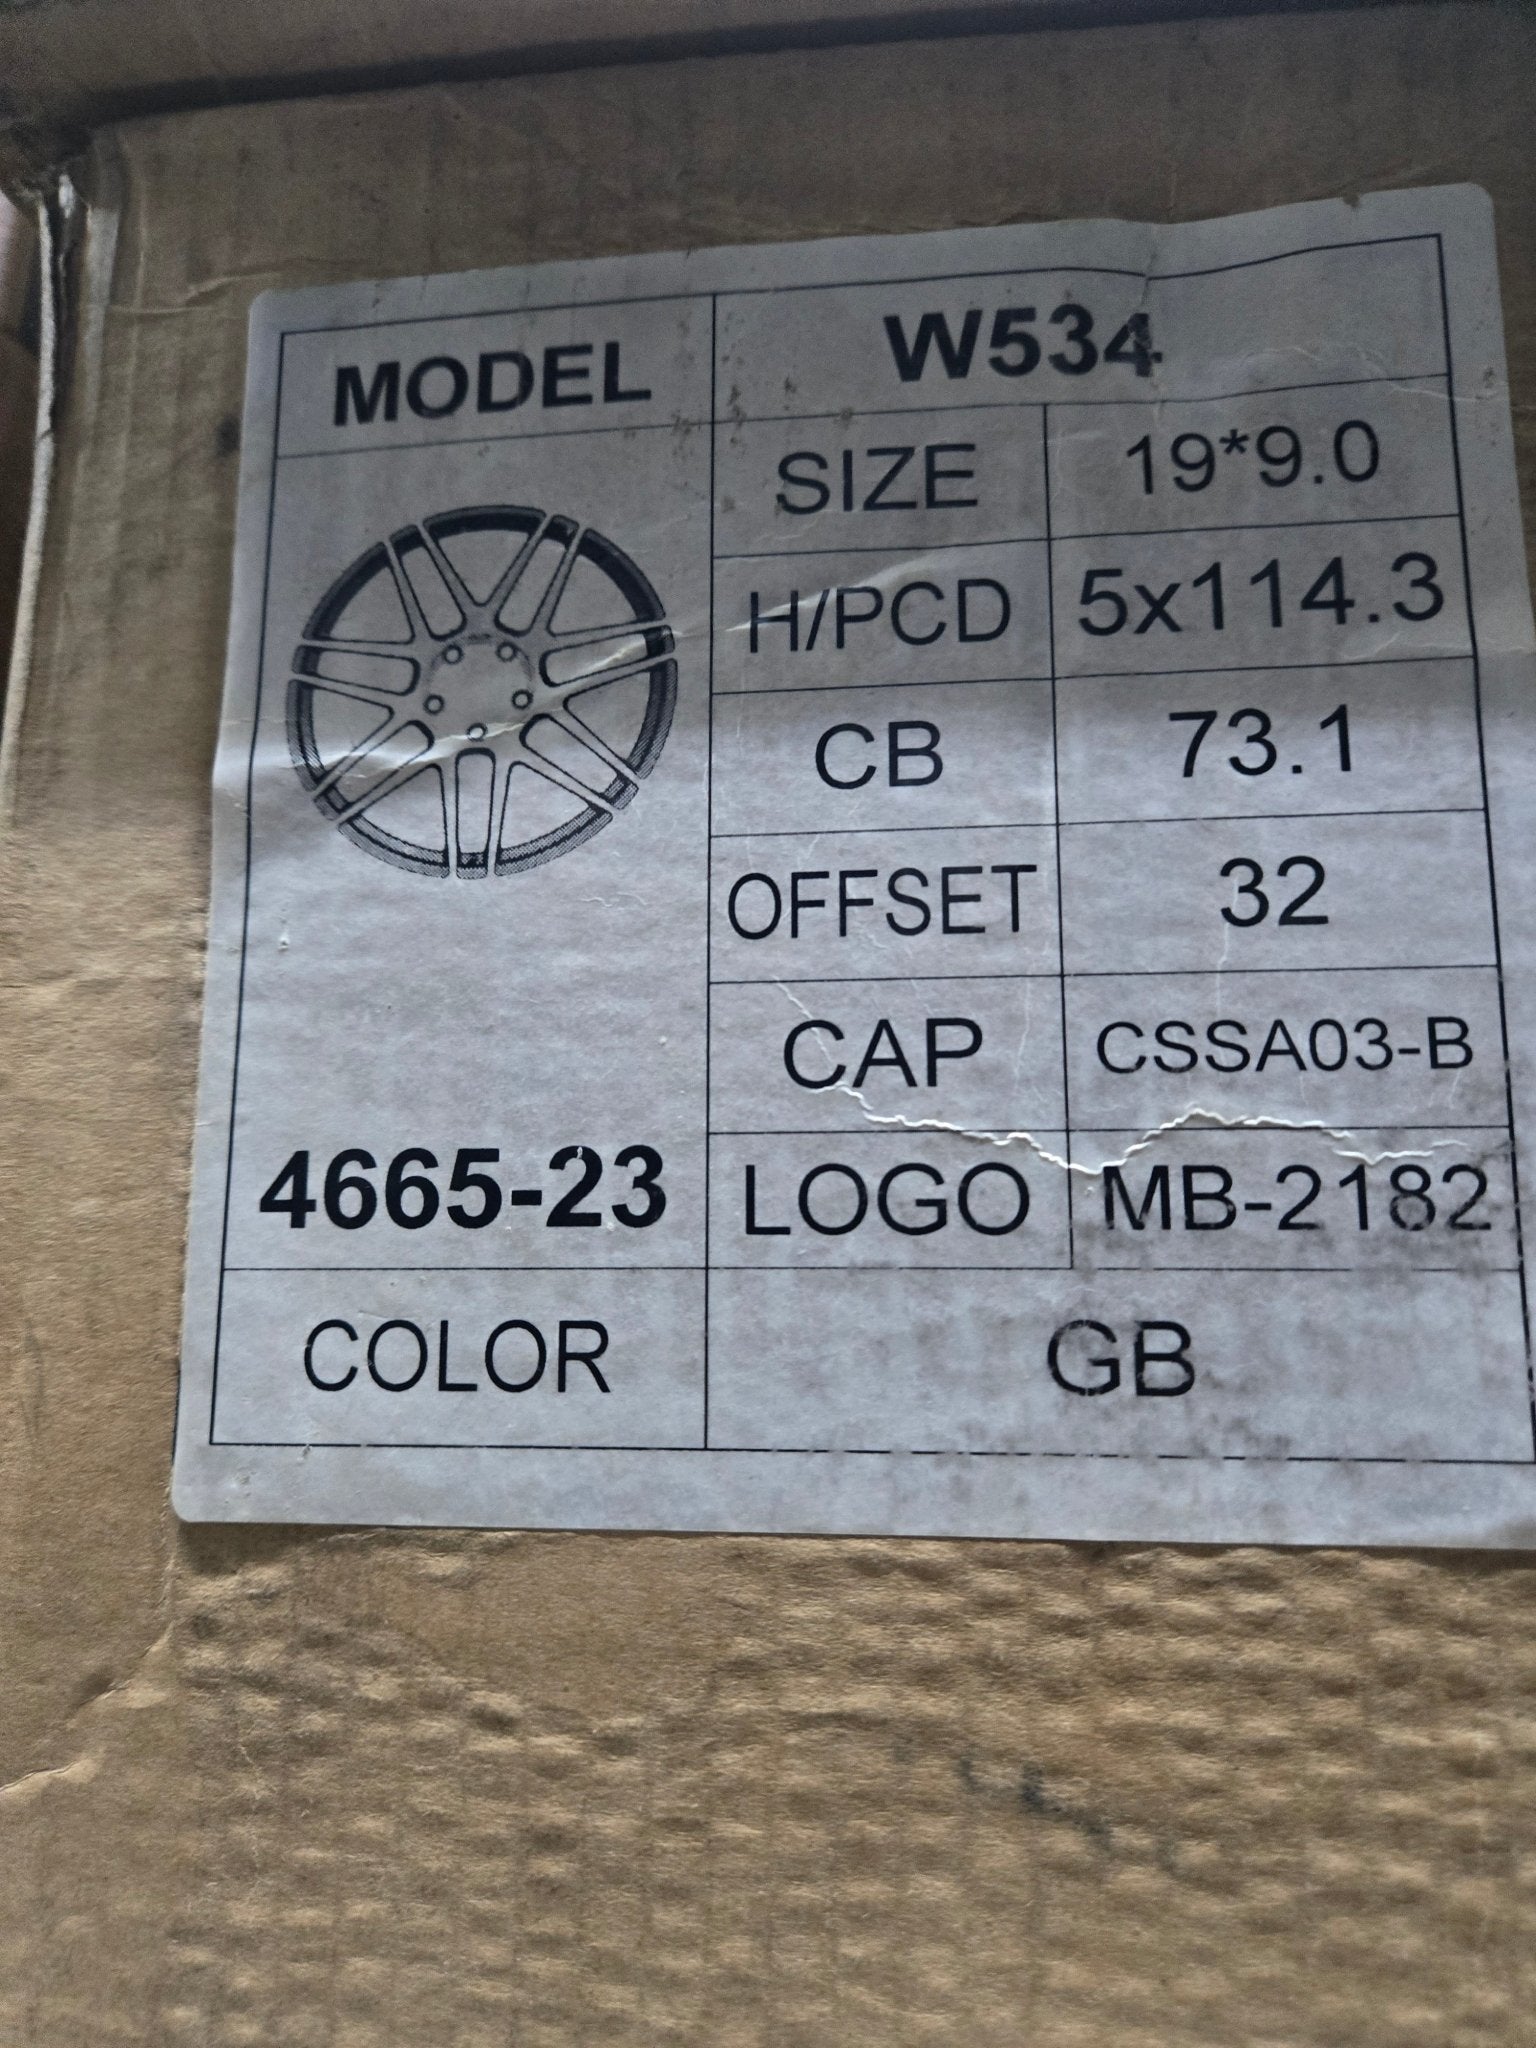 MODEL W534
SIZE 19*9.0
H/PCD 5x114.3
CB 73.1
OFFSET 32
CAP CSSA03-B
4665-23 LOGO MB-2182
COLOR GB